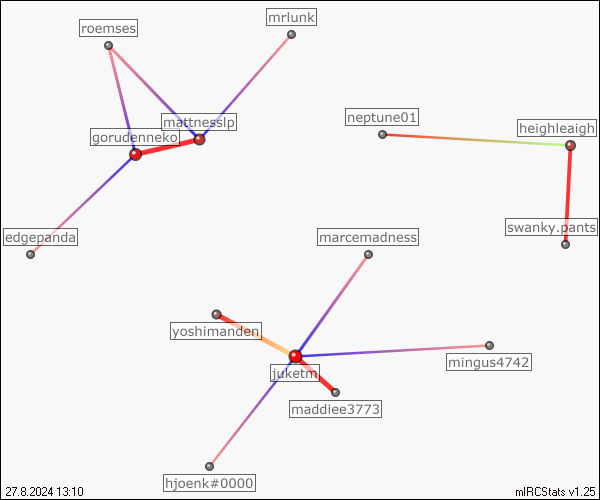 mrlunk
roemses
neptune01
mattnesslp
heighleaigh
gorudenneko
swanky.pants
edgepanda
marcemadness
yoshimanden
mingus4742
juketm
maddiee3773
hjoenk#0000
27.8.2024 13:10
mIRCStats v1.25